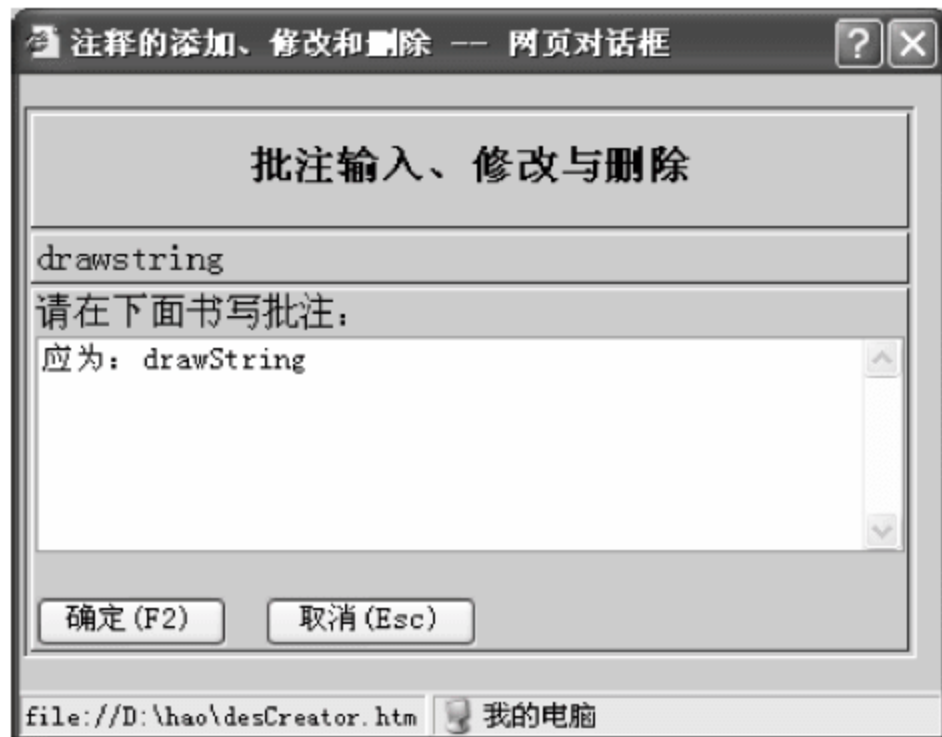 注释的添加、修改和删除 -- 网页对话框
批注输入、修改与删除
drawstring
请在下面书写批注：
应为：drawString
确定(F2) 取消(Esc)
file://D:\hao\desCreator.htm 我的电脑